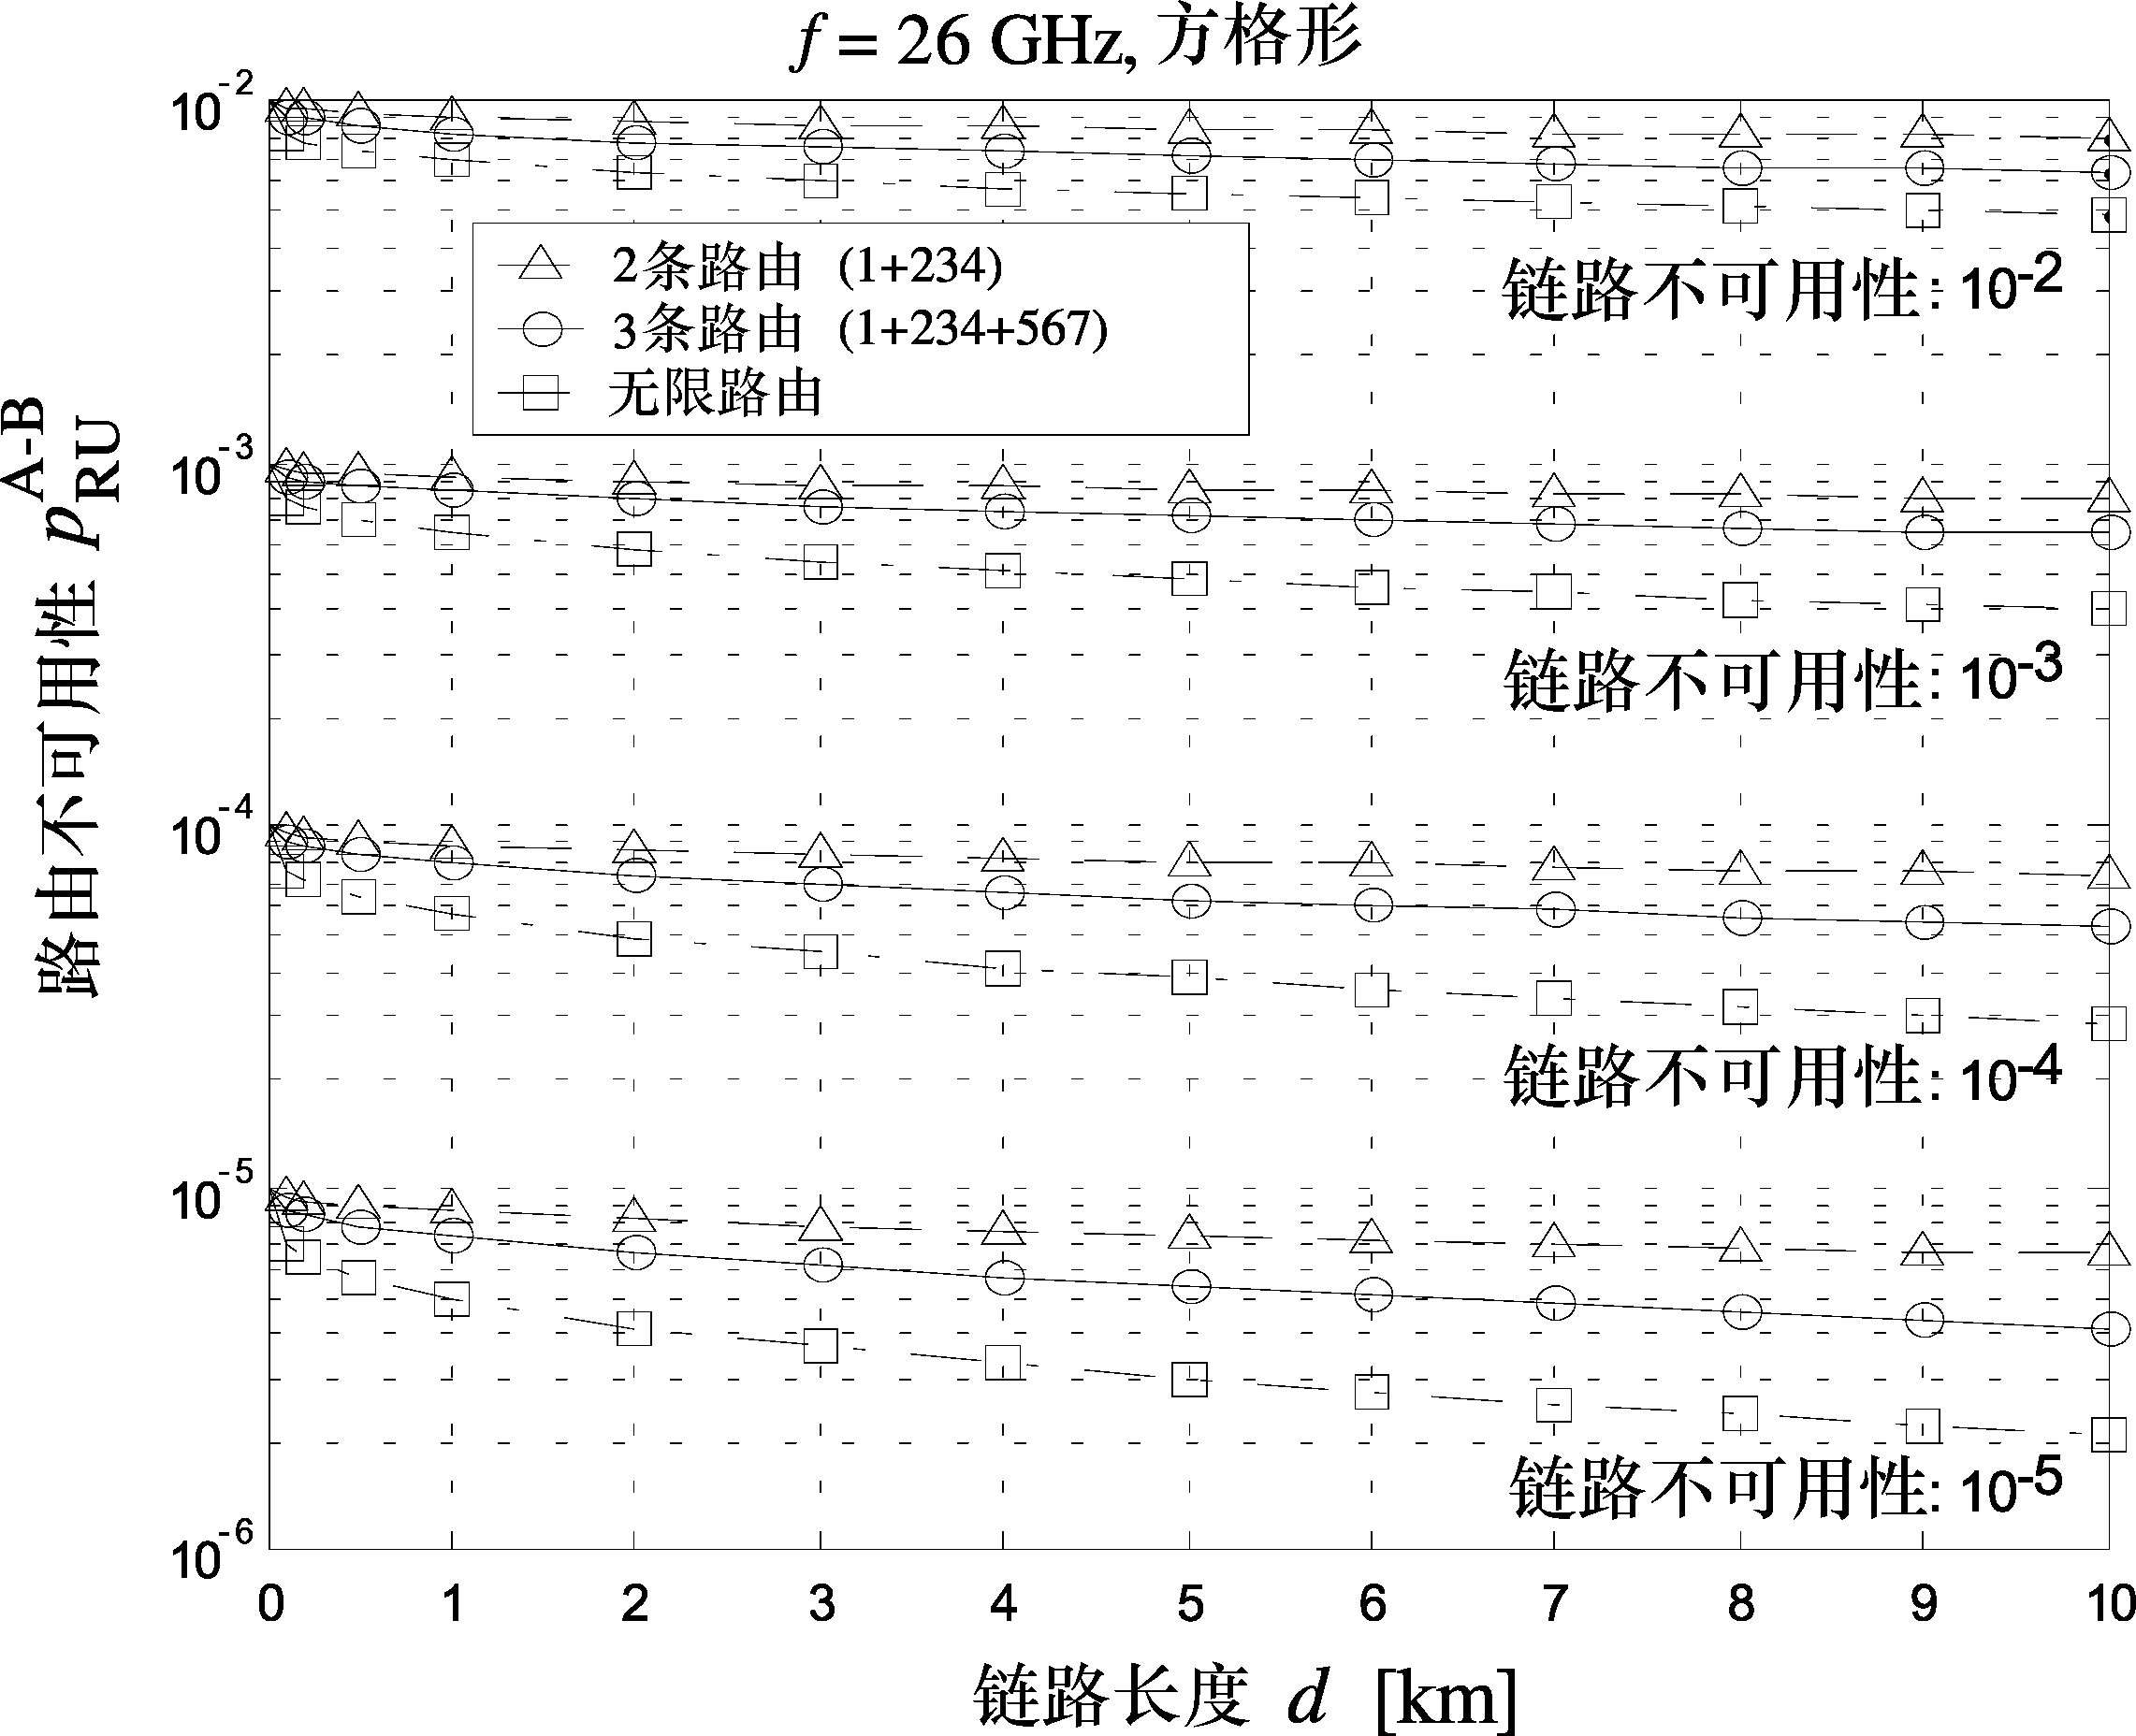 f = 26 GHz, 方格形
10-2
10-3
10-4
10-5
10-6
路由不可用性 pRU A-B
2条路由 (1+234)
3条路由 (1+234+567)
无限路由
链路不可用性: 10-2
链路不可用性: 10-3
链路不可用性: 10-4
链路不可用性: 10-5
0 1 2 3 4 5 6 7 8 9 10
链路长度 d [km]